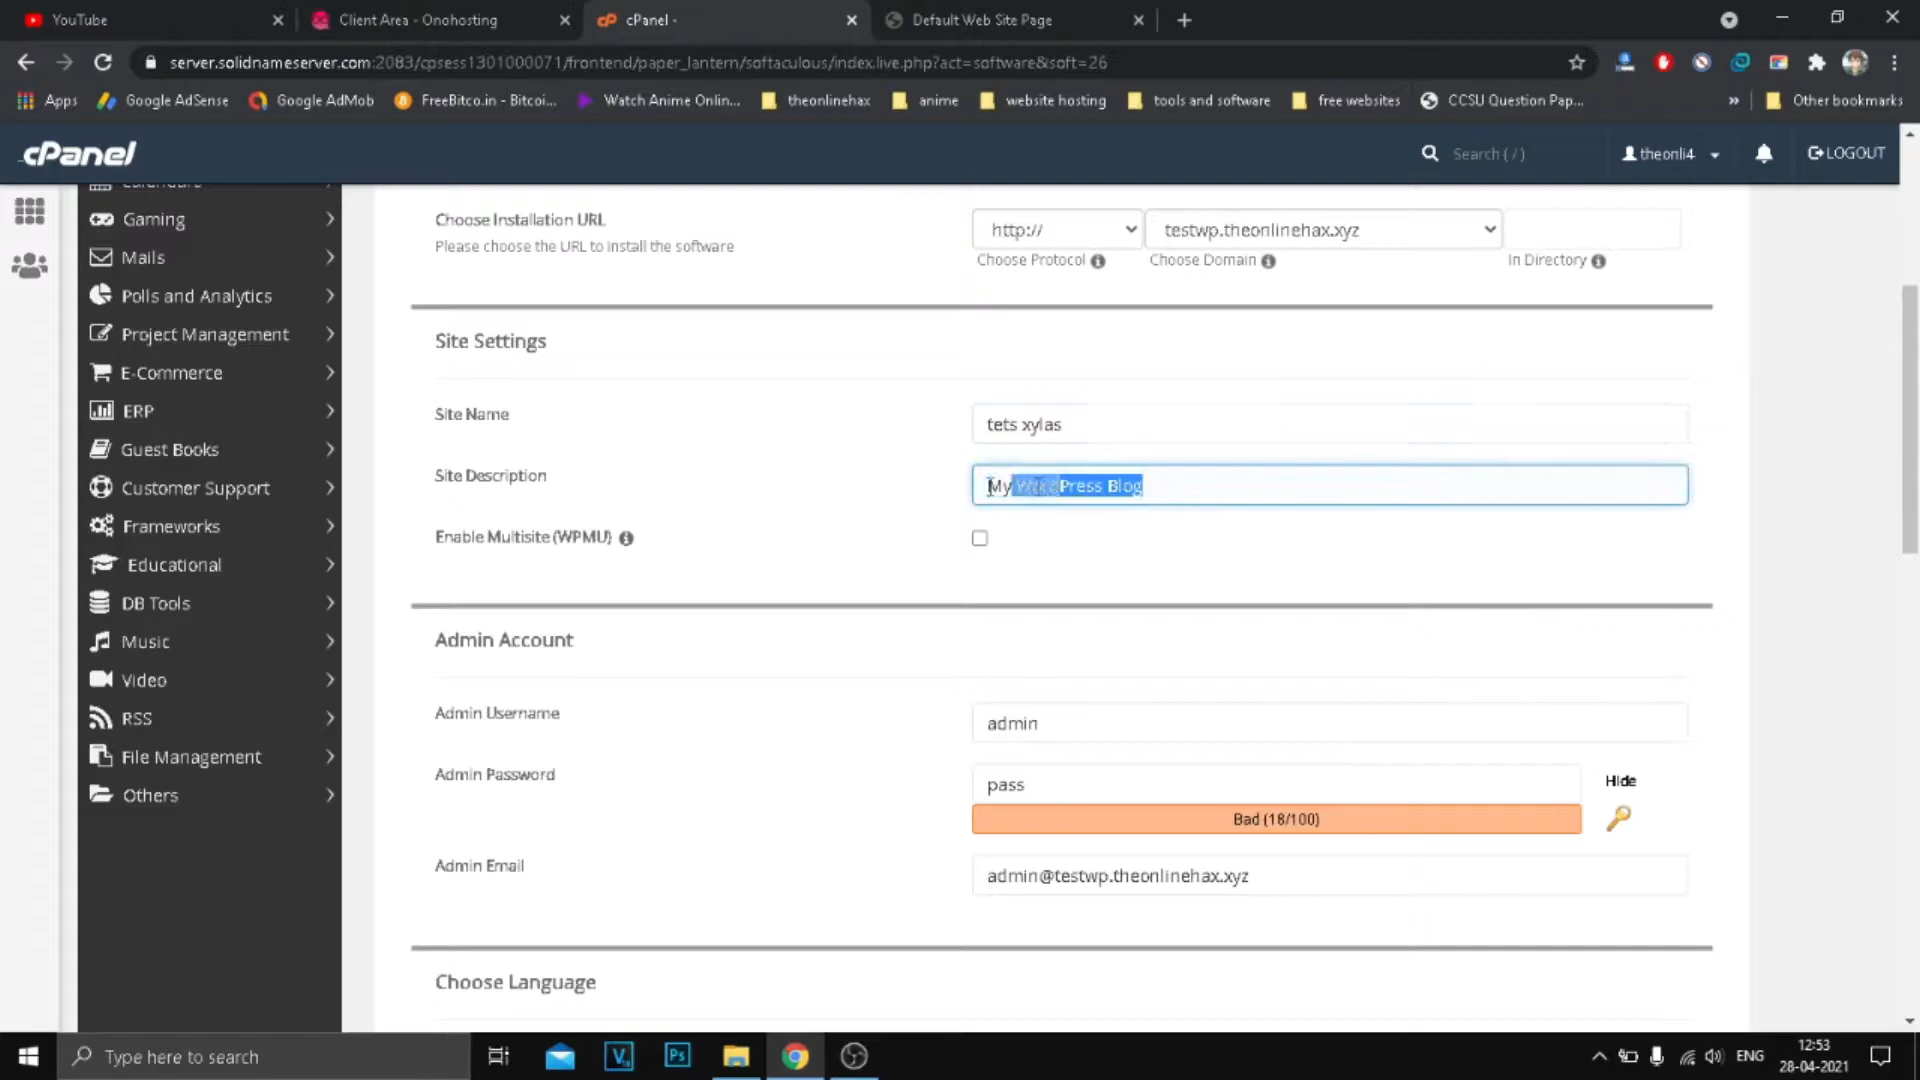 YouTube
Client Area - Onohosting
cPanel -
Default Web Site Page
server.solidnameserver.com:2083/cpsess1301000071/frontend/paper_lantern/softaculous/index.live.php?act=software&soft=26
Apps
Google AdSense
Google AdMob
FreeBitco.in - Bitcoi...
Watch Anime Onlin...
theonlinehax
anime
website hosting
tools and software
free websites
CCSU Question Pap...
»
Other bookmarks
cPanel
Search ( / )
theonli4
LOGOUT
Calendars
Gaming
Mails
Polls and Analytics
Project Management
E-Commerce
ERP
Guest Books
Customer Support
Frameworks
Educational
DB Tools
Music
Video
RSS
File Management
Others
Choose Installation URL
Please choose the URL to install the software
http://
testwp.theonlinehax.xyz
Choose Protocol
Choose Domain
In Directory
Site Settings
Site Name
tets xylas
Site Description
My WordPress Blog
Enable Multisite (WPMU)
Admin Account
Admin Username
admin
Admin Password
pass
Hide
Bad (18/100)
Admin Email
admin@testwp.theonlinehax.xyz
Choose Language
Type here to search
Ps
ENG
12:53
28-04-2021